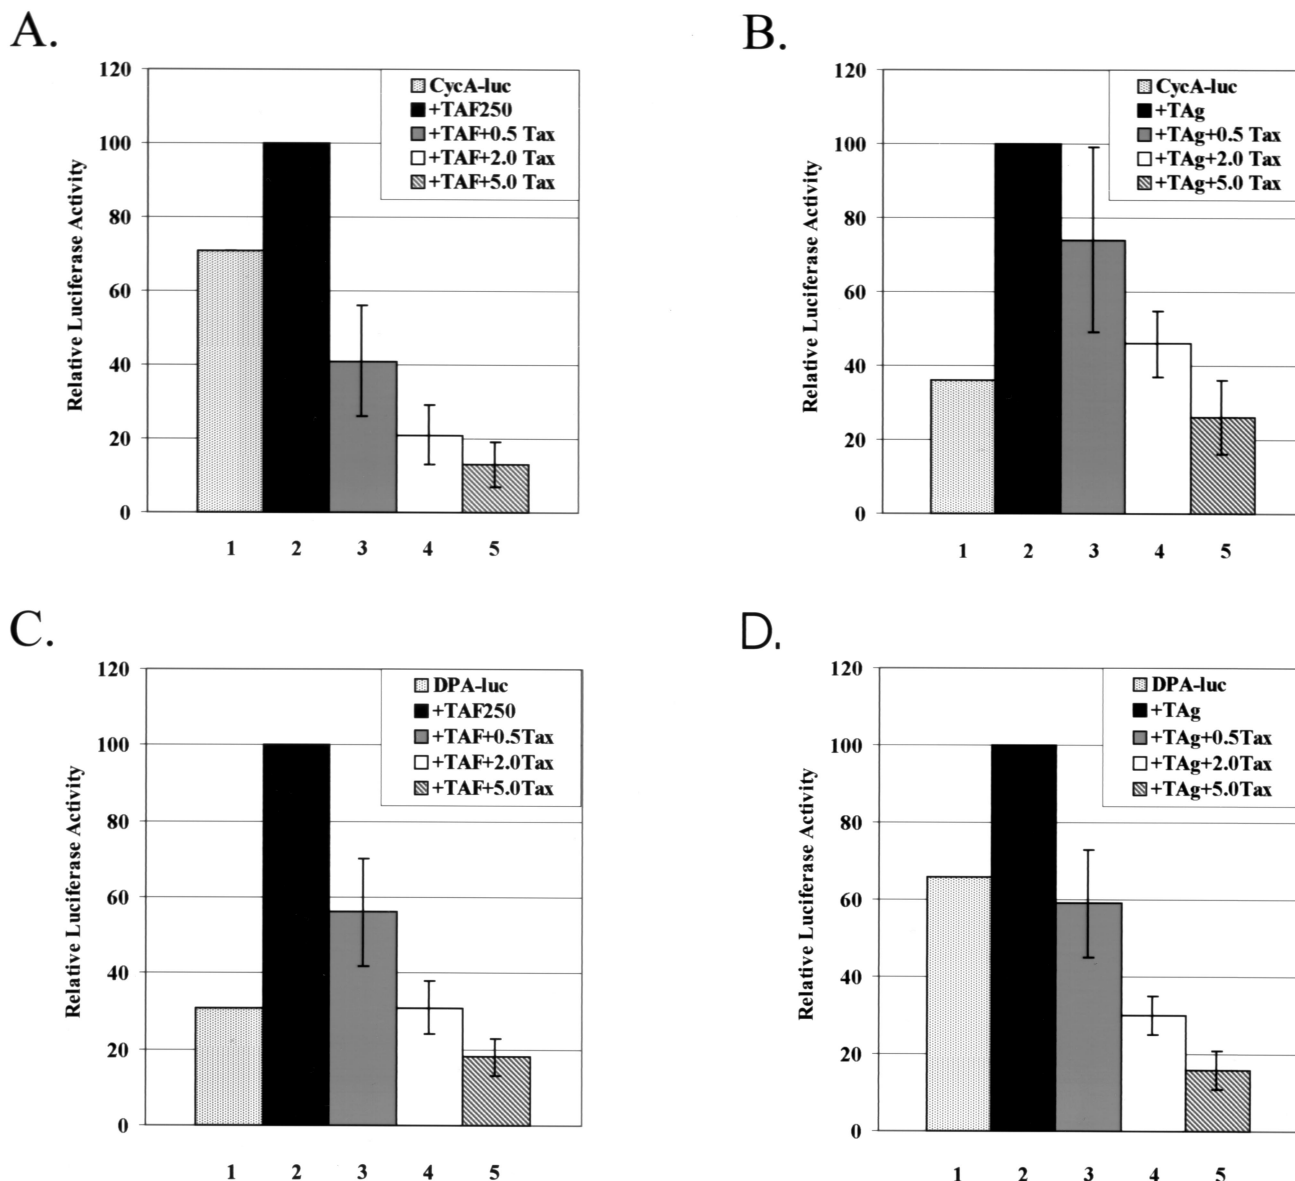 A.
Relative Luciferase Activity
120
100
80
60
40
20
0
CycA-luc
+TAF250
+TAF+0.5 Tax
+TAF+2.0 Tax
+TAF+5.0 Tax
1 2 3 4 5
B.
Relative Luciferase Activity
120
100
80
60
40
20
0
CycA-luc
+TAg
+TAg+0.5 Tax
+TAg+2.0 Tax
+TAg+5.0 Tax
1 2 3 4 5
C.
Relative Luciferase Activity
120
100
80
60
40
20
0
DPA-luc
+TAF250
+TAF+0.5Tax
+TAF+2.0Tax
+TAF+5.0Tax
1 2 3 4 5
D.
Relative Luciferase Activity
120
100
80
60
40
20
0
DPA-luc
+TAg
+TAg+0.5Tax
+TAg+2.0Tax
+TAg+5.0Tax
1 2 3 4 5